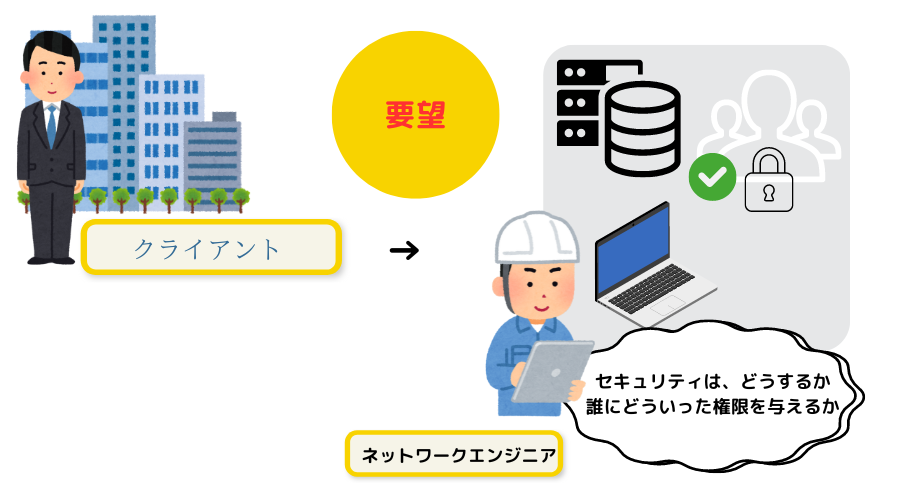 要望
クライアント
セキュリティは、どうするか
誰にどういった権限を与えるか
ネットワークエンジニア